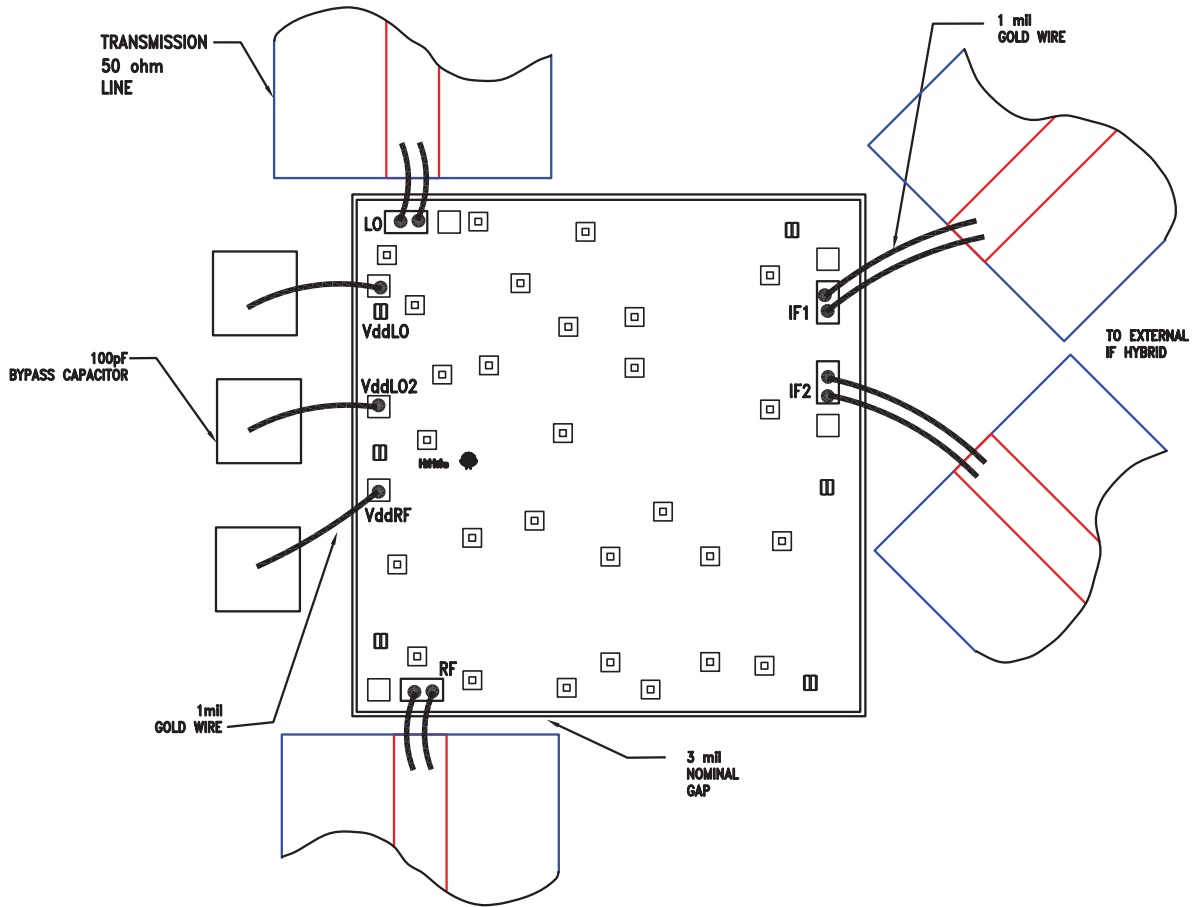 TRANSMISSION
50 ohm
LINE
1 mil
GOLD WIRE
LO
VddLO
IF1
TO EXTERNAL
IF HYBRID
100pF
BYPASS CAPACITOR
VddLO2
IF2
VddRF
RF
1mil
GOLD WIRE
3 mil
NOMINAL
GAP